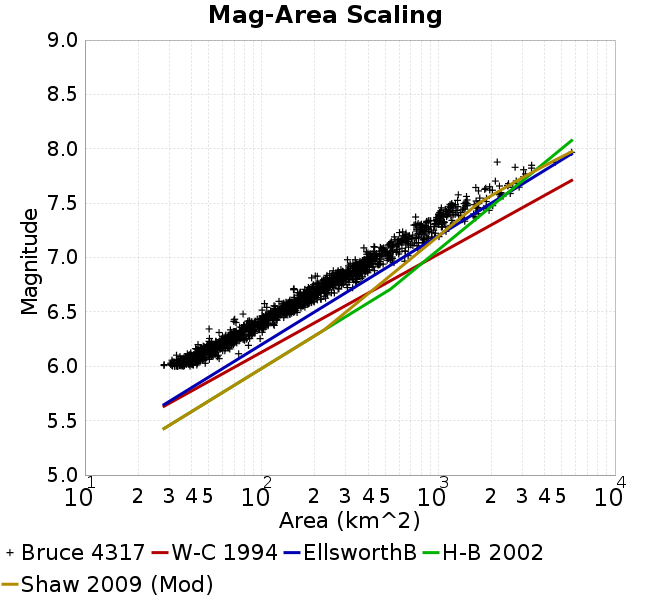 Mag-Area Scaling
9.0
8.5
8.0
7.5
7.0
6.5
6.0
5.5
5.0
Magnitude
10^1 2 3 4 5 10^2 2 3 4 5 10^3 2 3 4 5 10^4
Area (km^2)
+ Bruce 4317 W-C 1994 EllsworthB H-B 2002
Shaw 2009 (Mod)